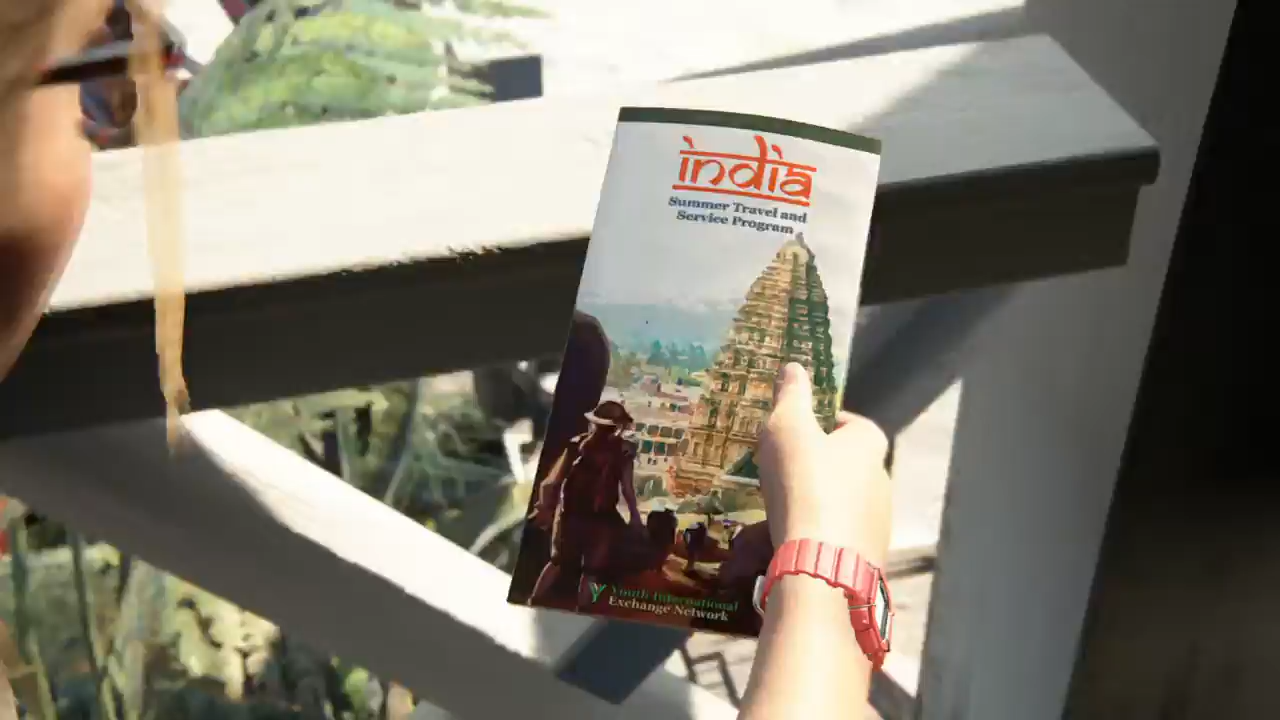 india
Summer Travel and
Service Program
Youth International
Exchange Network